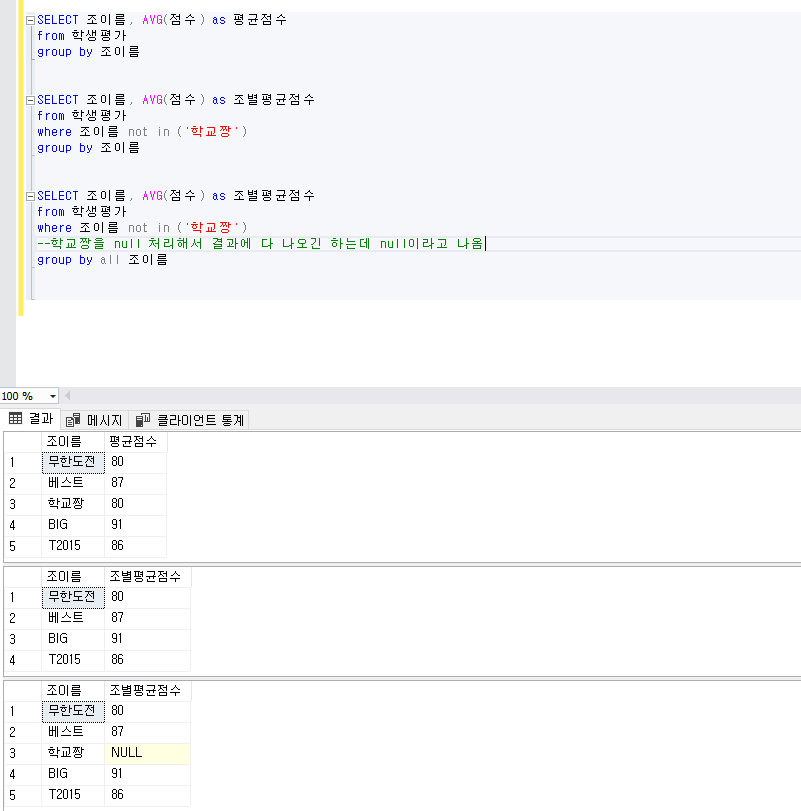 SELECT 조이름, AVG(점수) as 평균점수
from 학생평가
group by 조이름
SELECT 조이름, AVG(점수) as 조별평균점수
from 학생평가
where 조이름 not in ('학교짱')
group by 조이름
SELECT 조이름, AVG(점수) as 조별평균점수
from 학생평가
where 조이름 not in ('학교짱')
--학교짱을 null 처리해서 결과에 다 나오긴 하는데 null이라고 나옴
group by all 조이름
100 %
결과 메시지 클라이언트 통계
조이름 평균점수
1 무한도전 80
2 베스트 87
3 학교짱 80
4 BIG 91
5 T2015 86
조이름 조별평균점수
1 무한도전 80
2 베스트 87
3 BIG 91
4 T2015 86
조이름 조별평균점수
1 무한도전 80
2 베스트 87
3 학교짱 NULL
4 BIG 91
5 T2015 86